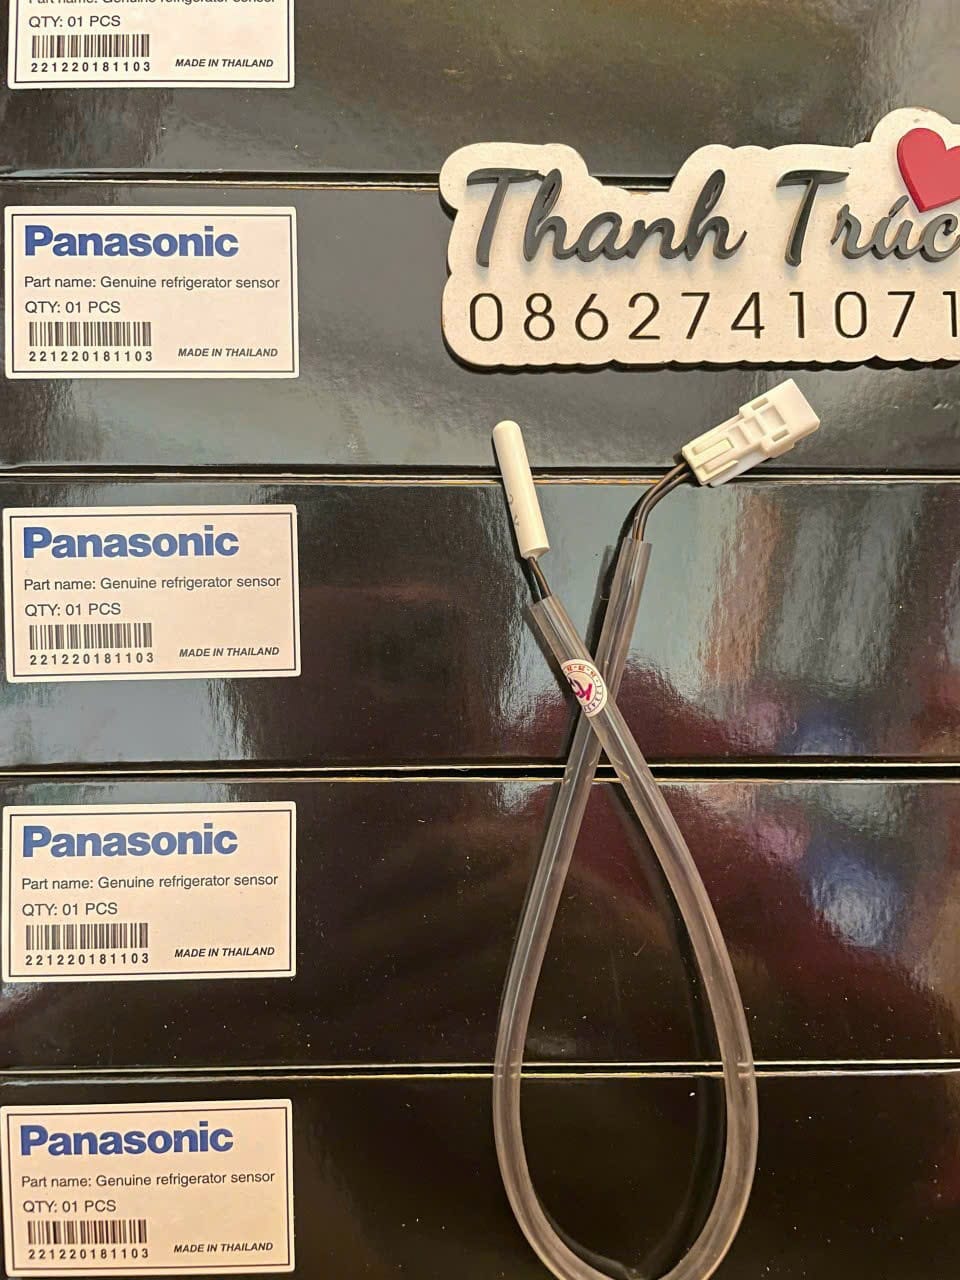 QTY: 01 PCS
221220181103
MADE IN THAILAND
Thanh Trúc
0862741071
Panasonic
Part name: Genuine refrigerator sensor
QTY: 01 PCS
221220181103
MADE IN THAILAND
Panasonic
Part name: Genuine refrigerator sensor
QTY: 01 PCS
221220181103
MADE IN THAILAND
Panasonic
Part name: Genuine refrigerator sensor
QTY: 01 PCS
221220181103
MADE IN THAILAND
Panasonic
Part name: Genuine refrigerator sensor
QTY: 01 PCS
221220181103
MADE IN THAILAND